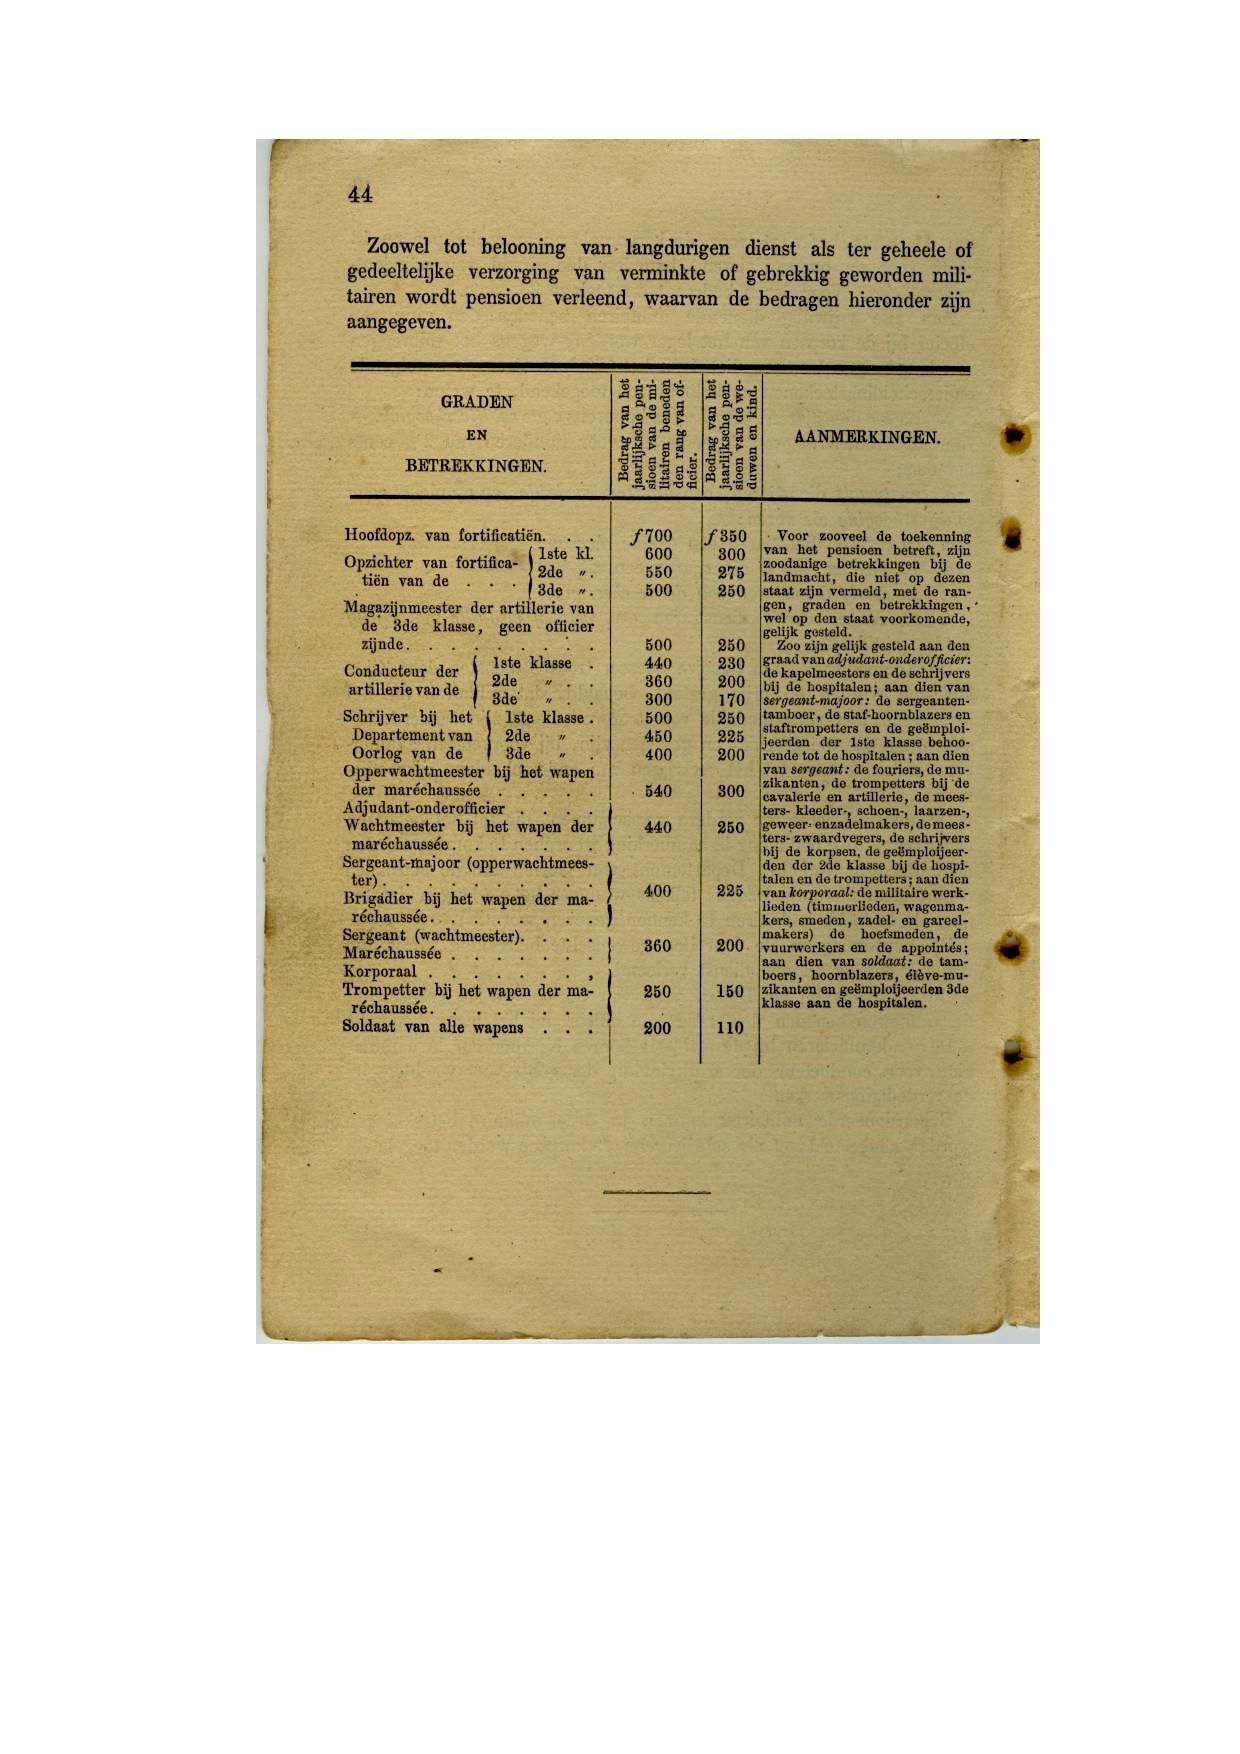 44
Zoowel tot belooning van langdurigen dienst als ter geheele of
gedeeltelijke verzorging van verminkte of gebrekkig geworden mili-
tairen wordt pensioen verleend, waarvan de bedragen hieronder zijn
aangegeven.
GRADEN
EN
BETREKKINGEN.
Bedrag van het
jaarlijksche pen-
sioen van de mi-
litairen beneden
den rang van of-
ficier.
Bedrag van het
jaarlijksche pen-
sioen van de we-
duwen en kind.
AANMERKINGEN.
Hoofdopz. van fortificatiën. . . ƒ700 ƒ350
Opzichter van fortifica-
tiën van de . . .
1ste kl. 600 300
2de 〃. 550 275
3de 〃. 500 250
Magazijnmeester der artillerie van
de 3de klasse, geen officier
zijnde. . . . . . . . . 500 250
Conducteur der
artillerie van de
1ste klasse . 440 230
2de 〃 . . 360 200
3de 〃 . . 300 170
Schrijver bij het
Departement van
Oorlog van de
1ste klasse . 500 250
2de 〃 . 450 225
3de 〃 . 400 200
Opperwachtmeester bij het wapen
der maréchaussée . . . . . 540 300
Adjudant-onderofficier . . . .
Wachtmeester bij het wapen der 440 250
maréchaussée . . . . . . .
Sergeant-majoor (opperwachtmees-
ter) . . . . . . . . . . 400 225
Brigadier bij het wapen der ma-
réchaussée. . . . . . . .
Sergeant (wachtmeester). . . . 360 200
Maréchaussée . . . . . . .
Korporaal . . . . . . . ,
Trompetter bij het wapen der ma- 250 150
réchaussée. . . . . . . .
Soldaat van alle wapens . . . 200 110
Voor zooveel de toekenning
van het pensioen betreft, zijn
zoodanige betrekkingen bij de
landmacht, die niet op dezen
staat zijn vermeld, met de ran-
gen, graden en betrekkingen,
wel op den staat voorkomende,
gelijk gesteld.
Zoo zijn gelijk gesteld aan den
graad van adjudant-onderofficier:
de kapelmeesters en de schrijvers
bij de hospitalen; aan dien van
sergeant-majoor: de sergeanten-
tamboer, de staf-hoornblazers en
staftrompetters en de geëmploi-
jeerden der 1ste klasse behoo-
rende tot de hospitalen; aan dien
van sergeant: de fouriers, de mu-
zikanten, de trompetters bij de
cavalerie en artillerie, de mees-
ters- kleeder-, schoen-, laarzen-,
geweer- en zadelmakers, de mees-
ters- zwaardvegers, de schrijvers
bij de korpsen, de geëmploijeer-
den der 2de klasse bij de hospi-
talen en de trompetters; aan dien
van korporaal: de militaire werk-
lieden (timmerlieden, wagenma-
kers, smeden, zadel- en gareel-
makers) de hoefsmeden, de
vuurwerkers en de appointés;
aan dien van soldaat: de tam-
boers, hoornblazers, élève-mu-
zikanten en geëmploijeerden 3de
klasse aan de hospitalen.